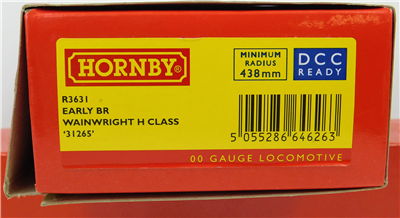 HORNBY®
MINIMUM
RADIUS
438mm
DCC
READY
R3631
EARLY BR
WAINWRIGHT H CLASS
'31265'
5 055286 646263
00 GAUGE LOCOMOTIVE